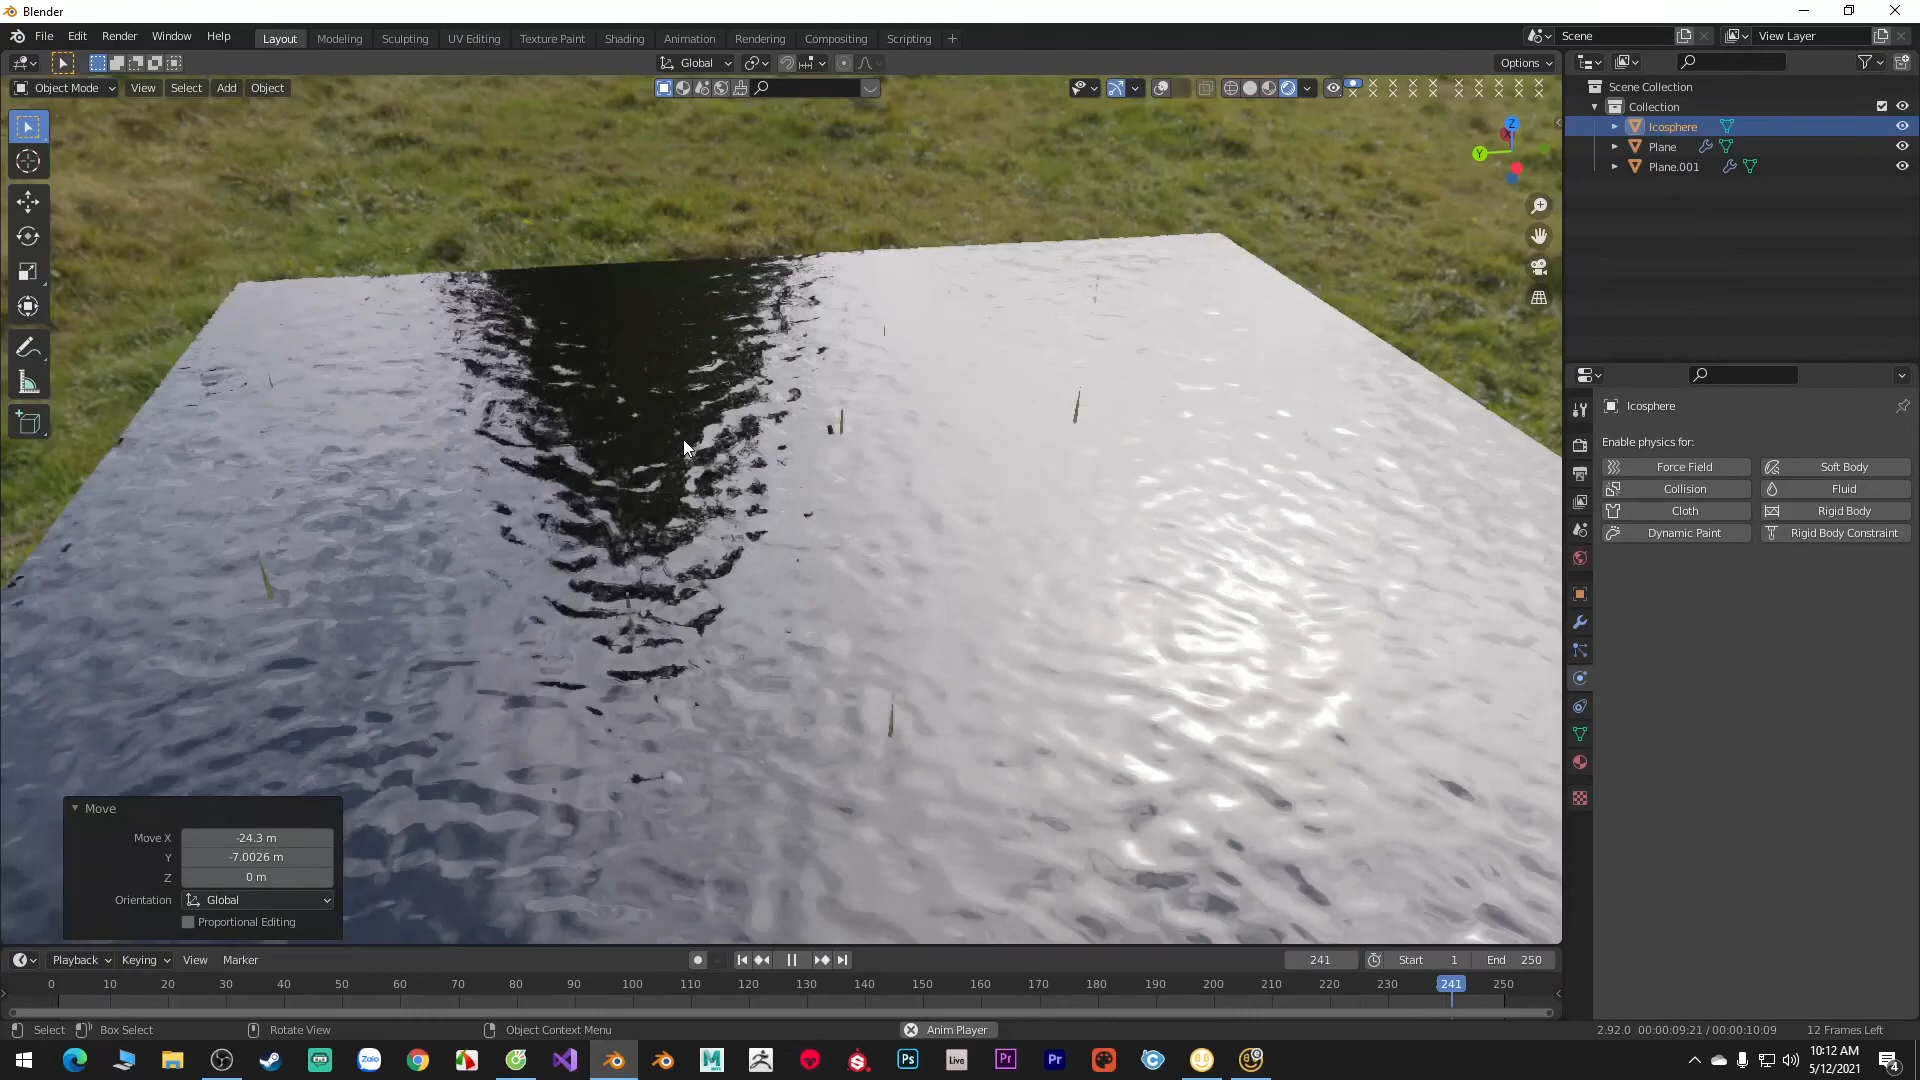 Blender
File Edit Render Window Help
Layout Modeling Sculpting UV Editing Texture Paint Shading Animation Rendering Compositing Scripting +
Scene
View Layer
Global
Options
Object Mode View Select Add Object
Scene Collection
Collection
Icosphere
Plane
Plane.001
Z
X
Y
Icosphere
Enable physics for:
Force Field Soft Body
Collision Fluid
Cloth Rigid Body
Dynamic Paint Rigid Body Constraint
Move
Move X -24.3 m
Y -7.0026 m
Z 0 m
Orientation Global
Proportional Editing
Playback Keying View Marker
241 Start 1 End 250
0 10 20 30 40 50 60 70 80 90 100 110 120 130 140 150 160 170 180 190 200 210 220 230 241 250
Select Box Select Rotate View Object Context Menu Anim Player 2.92.0 00:00:09:21 / 00:00:10:09 12 Frames Left
Zalo M Ps Live Pr Pr
10:12 AM
5/12/2021
4